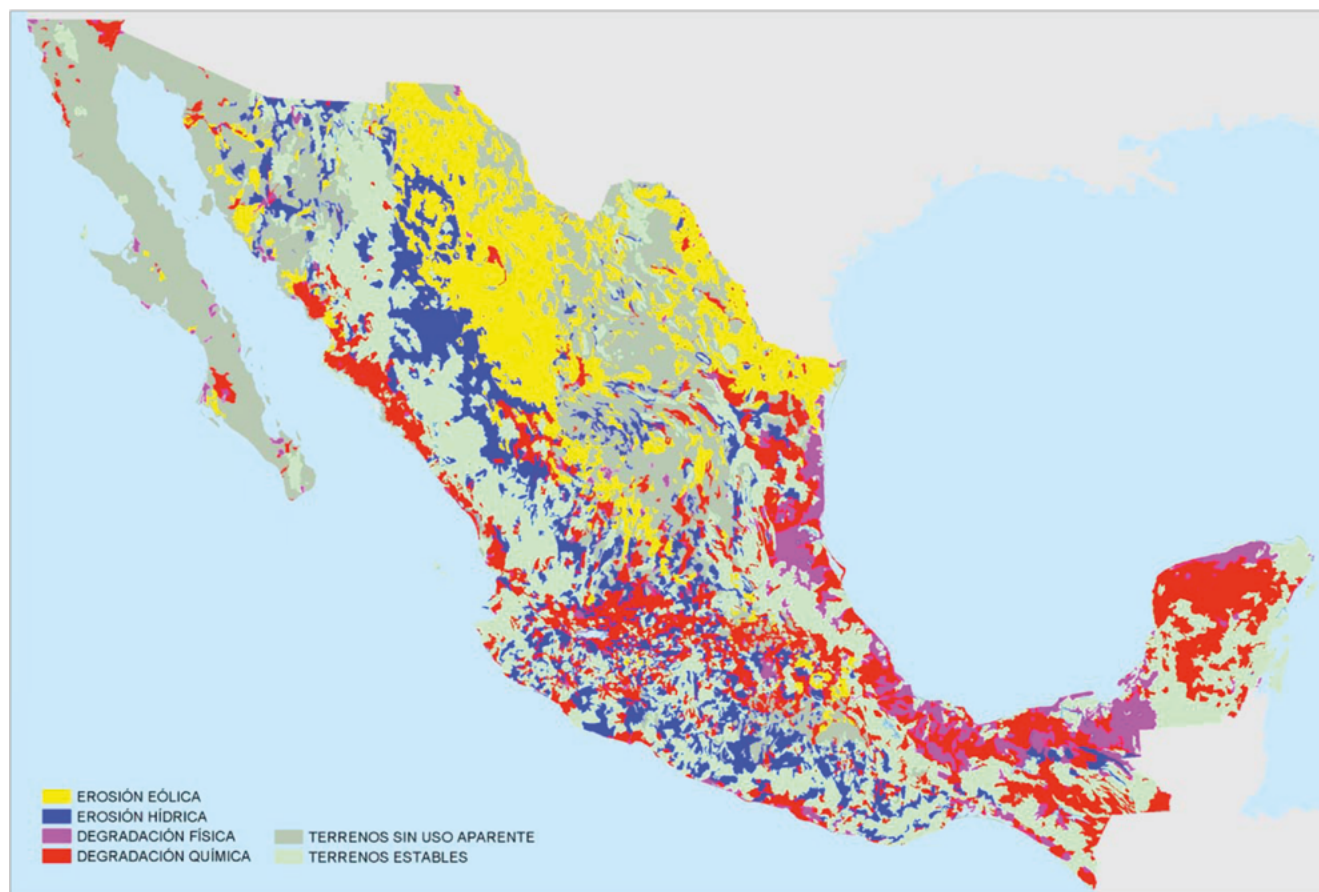 EROSIÓN EÓLICA
EROSIÓN HÍDRICA
DEGRADACIÓN FÍSICA
DEGRADACIÓN QUÍMICA
TERRENOS SIN USO APARENTE
TERRENOS ESTABLES